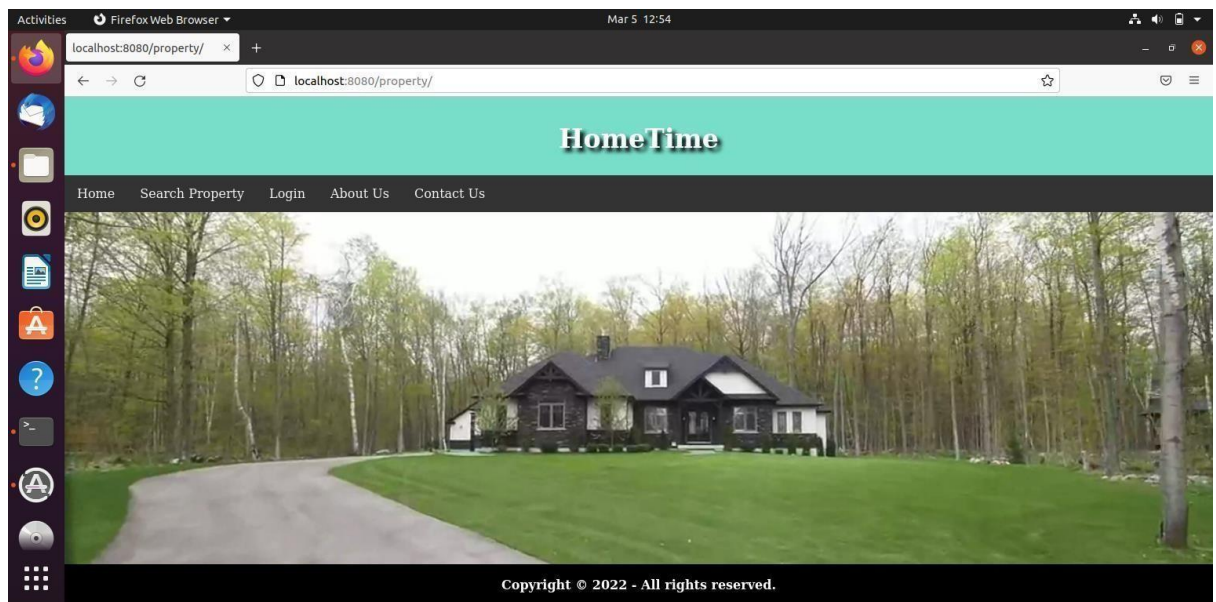 Activities Firefox Web Browser Mar 5 12:54
localhost:8080/property/
localhost:8080/property/
HomeTime
Home Search Property Login About Us Contact Us
Copyright © 2022 - All rights reserved.